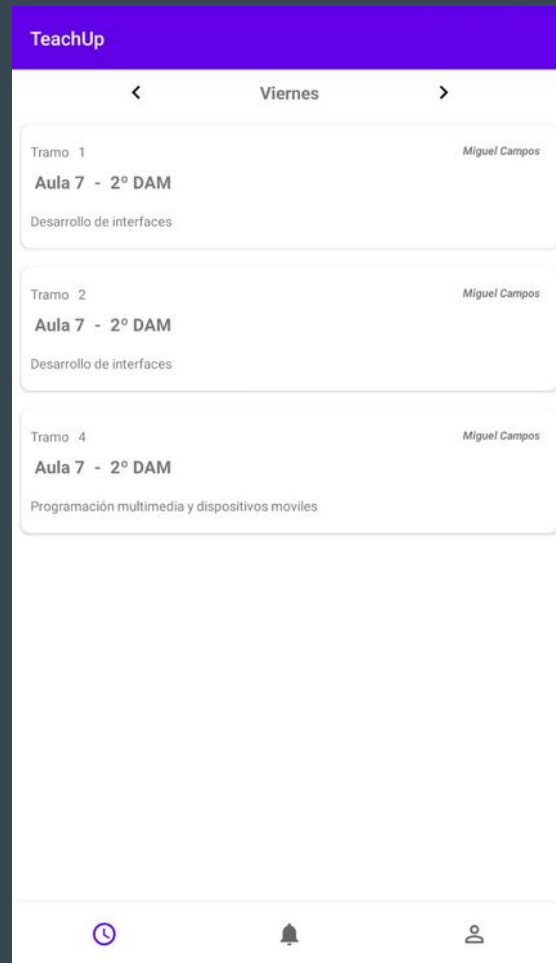 TeachUp
Viernes
Tramo 1 Miguel Campos
Aula 7 - 2º DAM
Desarrollo de interfaces
Tramo 2 Miguel Campos
Aula 7 - 2º DAM
Desarrollo de interfaces
Tramo 4 Miguel Campos
Aula 7 - 2º DAM
Programación multimedia y dispositivos moviles